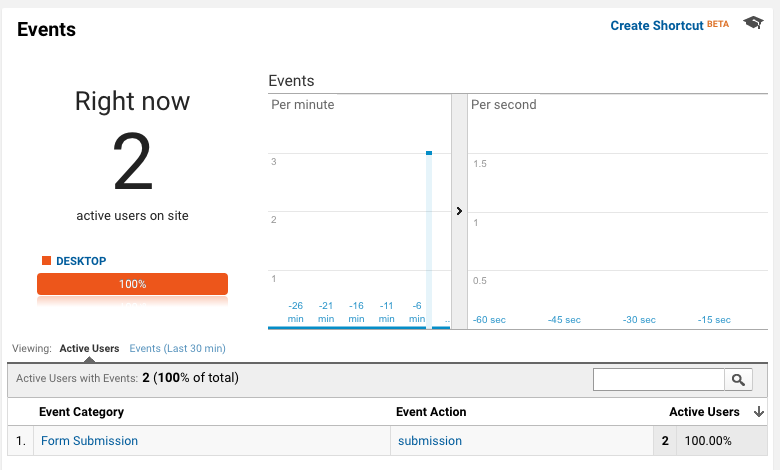 Events
Create Shortcut BETA
Right now
2
active users on site
DESKTOP
100%
Events
Per minute
Per second
3
2
1
1.5
1
0.5
-26 min
-21 min
-16 min
-11 min
-6 min
...
-60 sec
-45 sec
-30 sec
-15 sec
Viewing: Active Users Events (Last 30 min)
Active Users with Events: 2 (100% of total)
Event Category Event Action Active Users
1. Form Submission submission 2 100.00%